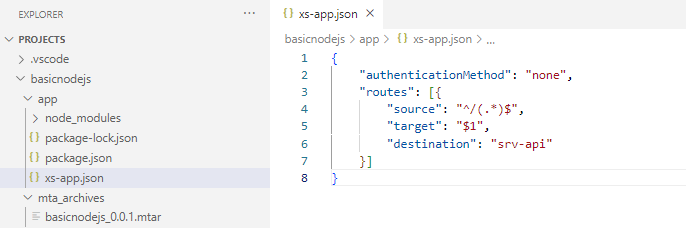 EXPLORER
PROJECTS
.vscode
basicnodejs
app
node_modules
{} package-lock.json
{} package.json
{} xs-app.json
mta_archives
basicnodejs_0.0.1.mtar
{} xs-app.json ×
basicnodejs > app > {} xs-app.json > ...
1 {
2     "authenticationMethod": "none",
3     "routes": [{
4         "source": "^/(.*)$",
5         "target": "$1",
6         "destination": "srv-api"
7     }]
8 }